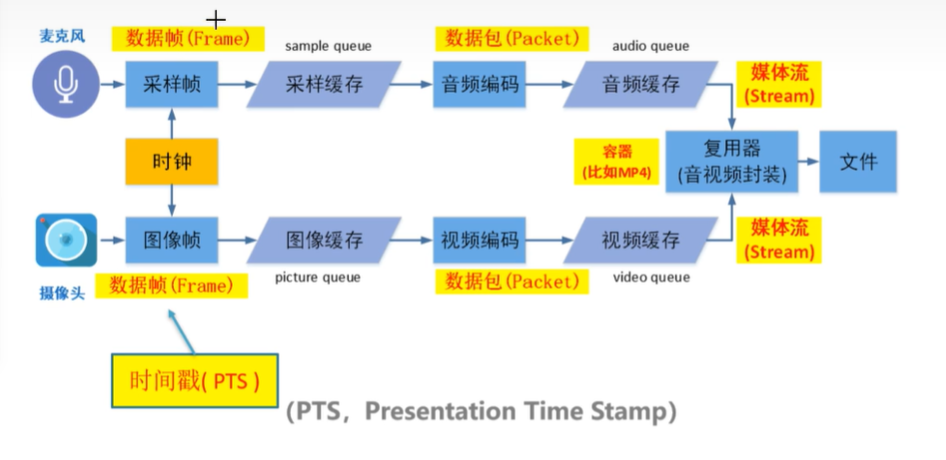 麦克风
数据帧(Frame)
sample queue
数据包(Packet)
audio queue
采样帧
采样缓存
音频编码
音频缓存
媒体流
(Stream)
时钟
容器
(比如MP4)
复用器
(音视频封装)
文件
图像帧
图像缓存
视频编码
视频缓存
媒体流
(Stream)
摄像头
数据帧(Frame)
picture queue
数据包(Packet)
video queue
时间戳( PTS )
(PTS，Presentation Time Stamp)